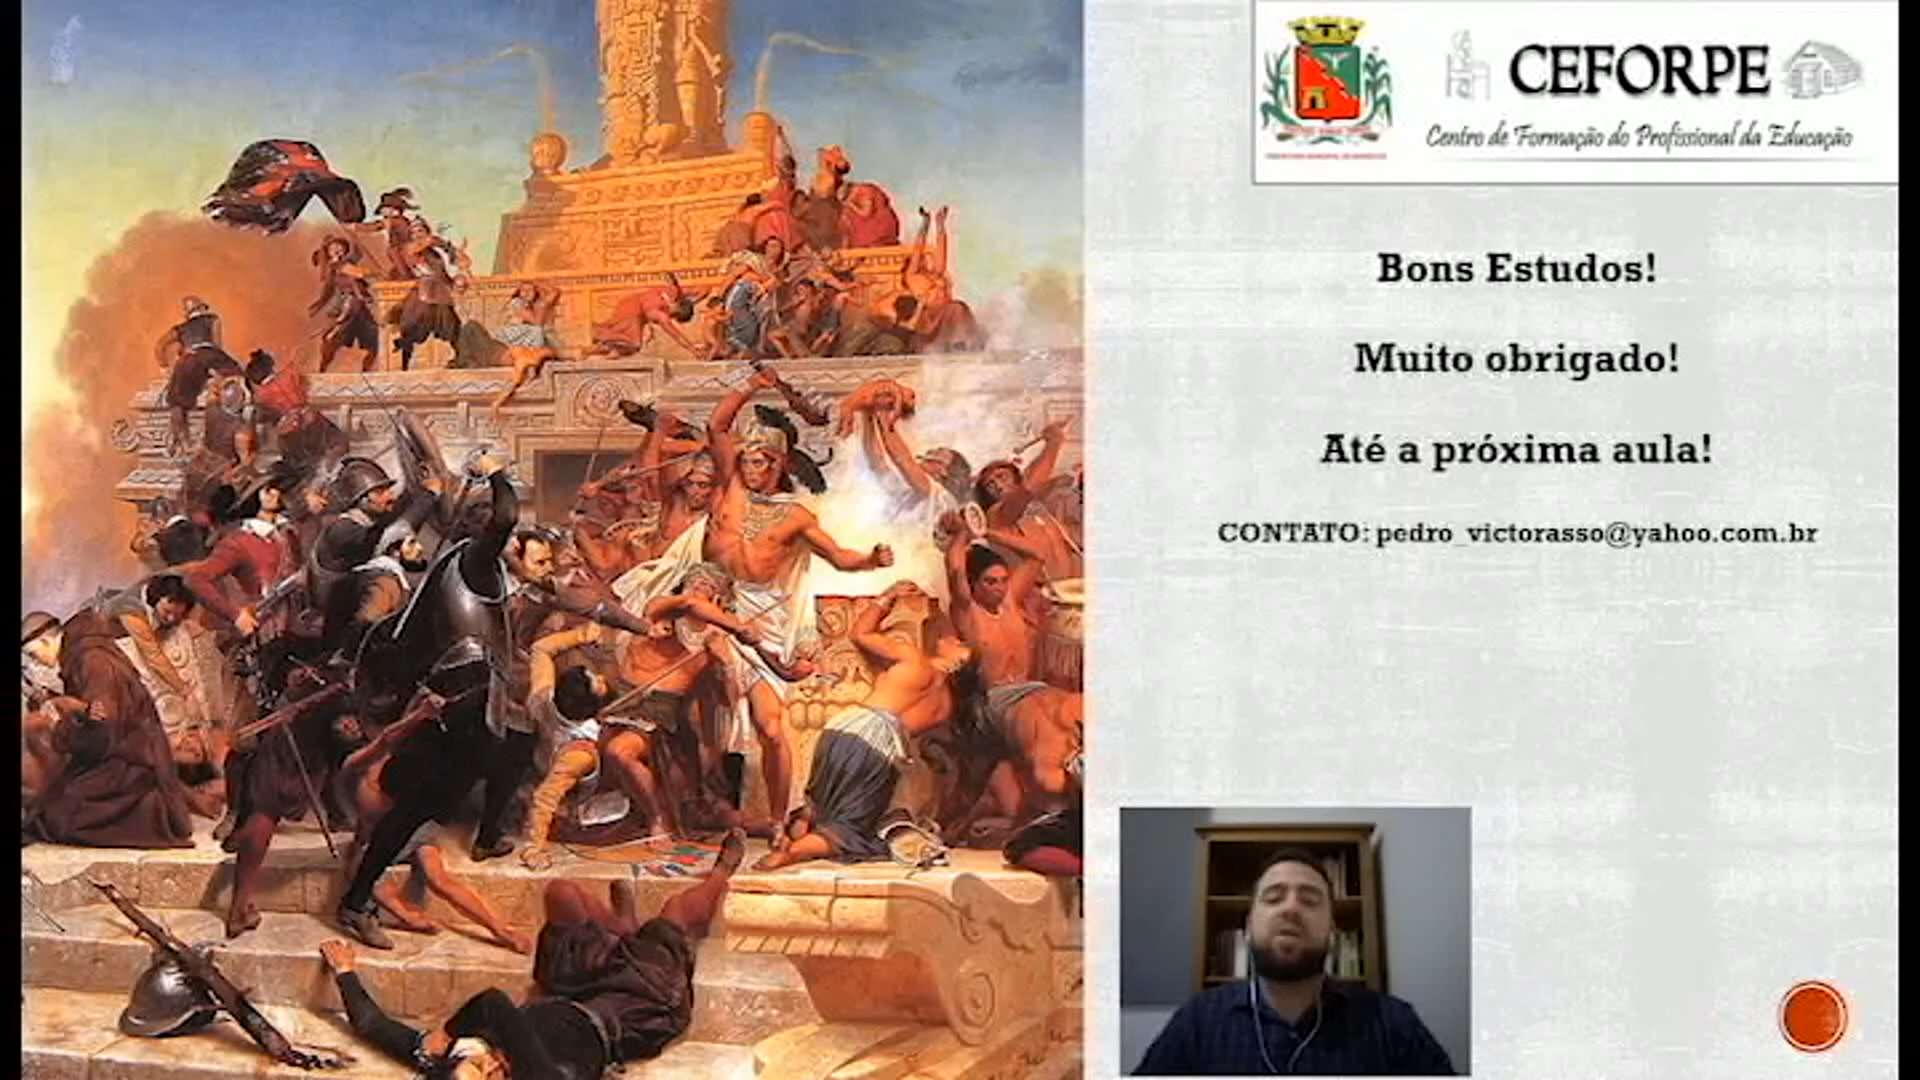 CEFORPE
Centro de Formação do Profissional da Educação
Bons Estudos!
Muito obrigado!
Até a próxima aula!
CONTATO: pedro_victorasso@yahoo.com.br